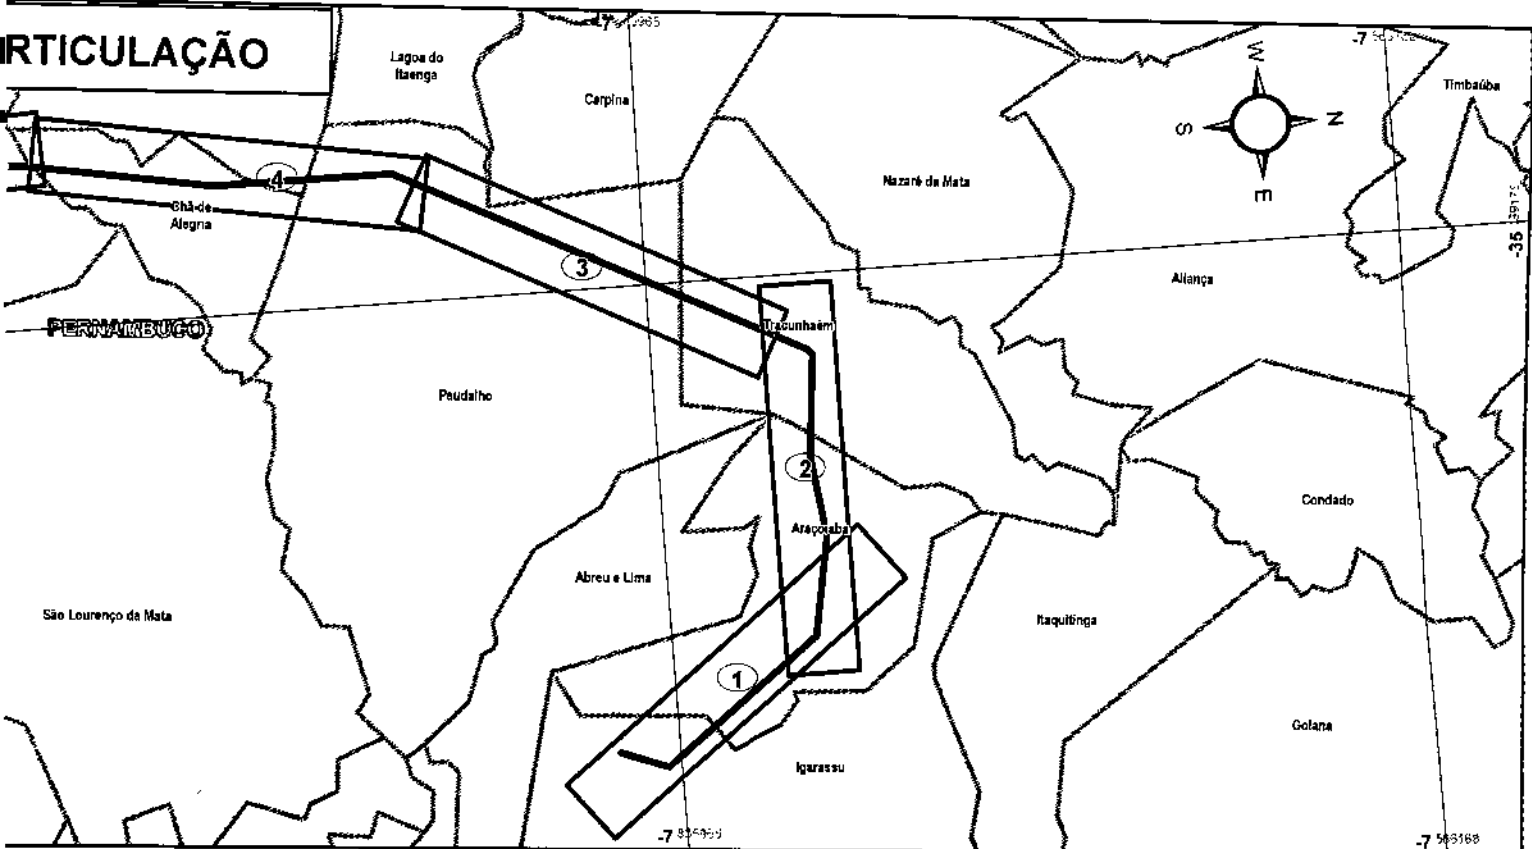 RTICULAÇÃO
Lagoa do
Itaenga
Carpina
Timbaúba
W
S
N
E
Nazaré da Mata
4
Chã de
Alegria
3
Aliança
-35
PERNAMBUCO
Tracunhaém
Paudalho
2
Condado
Araçoiaba
Abreu e Lima
São Lourenço da Mata
Itaquitinga
1
Goiana
Igarassu
-7
-7
-7
-7